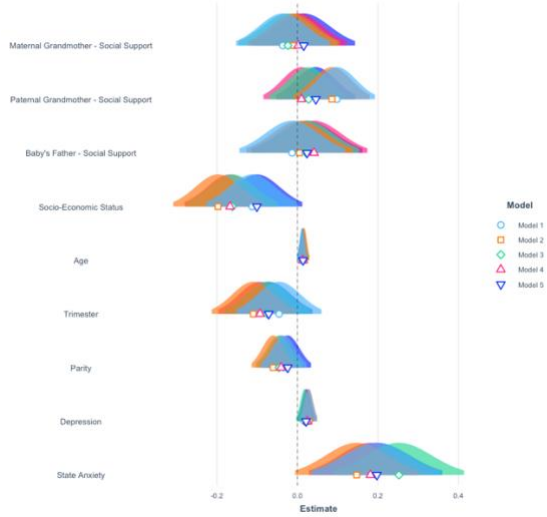 Maternal Grandmother - Social Support
Paternal Grandmother - Social Support
Baby's Father - Social Support
Socio-Economic Status
Age
Trimester
Parity
Depression
State Anxiety
Model
Model 1
Model 2
Model 3
Model 4
Model 5
-0.2 0.0 0.2 0.4
Estimate